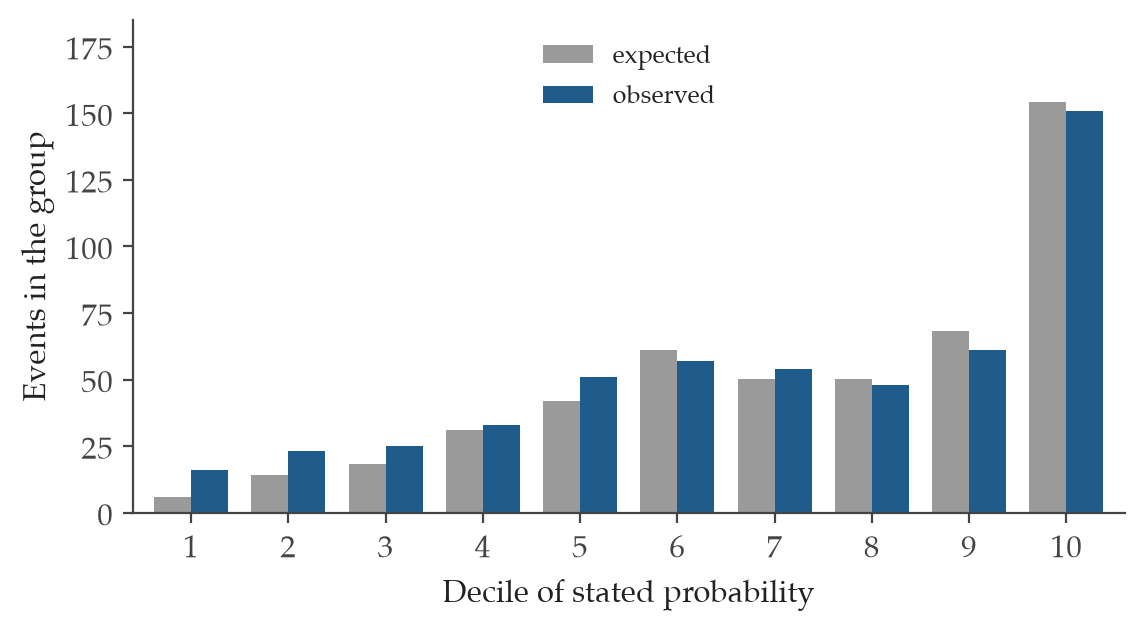 expected
observed
Events in the group
175
150
125
100
75
50
25
0
1 2 3 4 5 6 7 8 9 10
Decile of stated probability